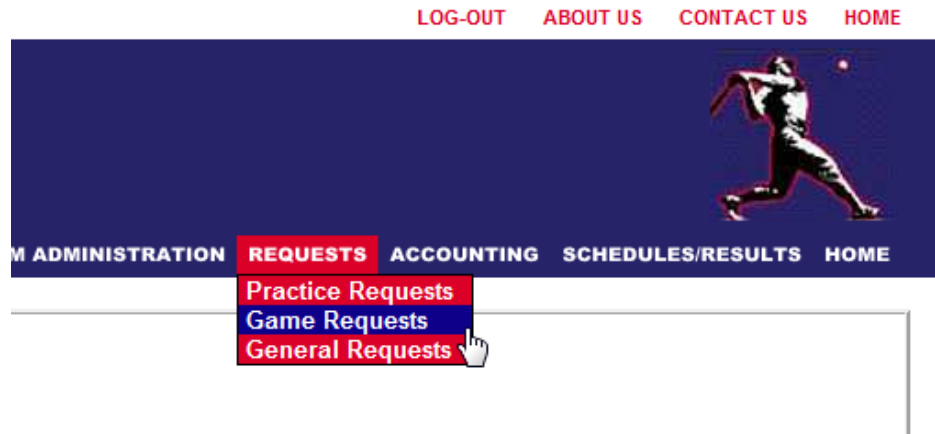 LOG-OUT ABOUT US CONTACT US HOME
M ADMINISTRATION REQUESTS ACCOUNTING SCHEDULES/RESULTS HOME
Practice Requests
Game Requests
General Requests